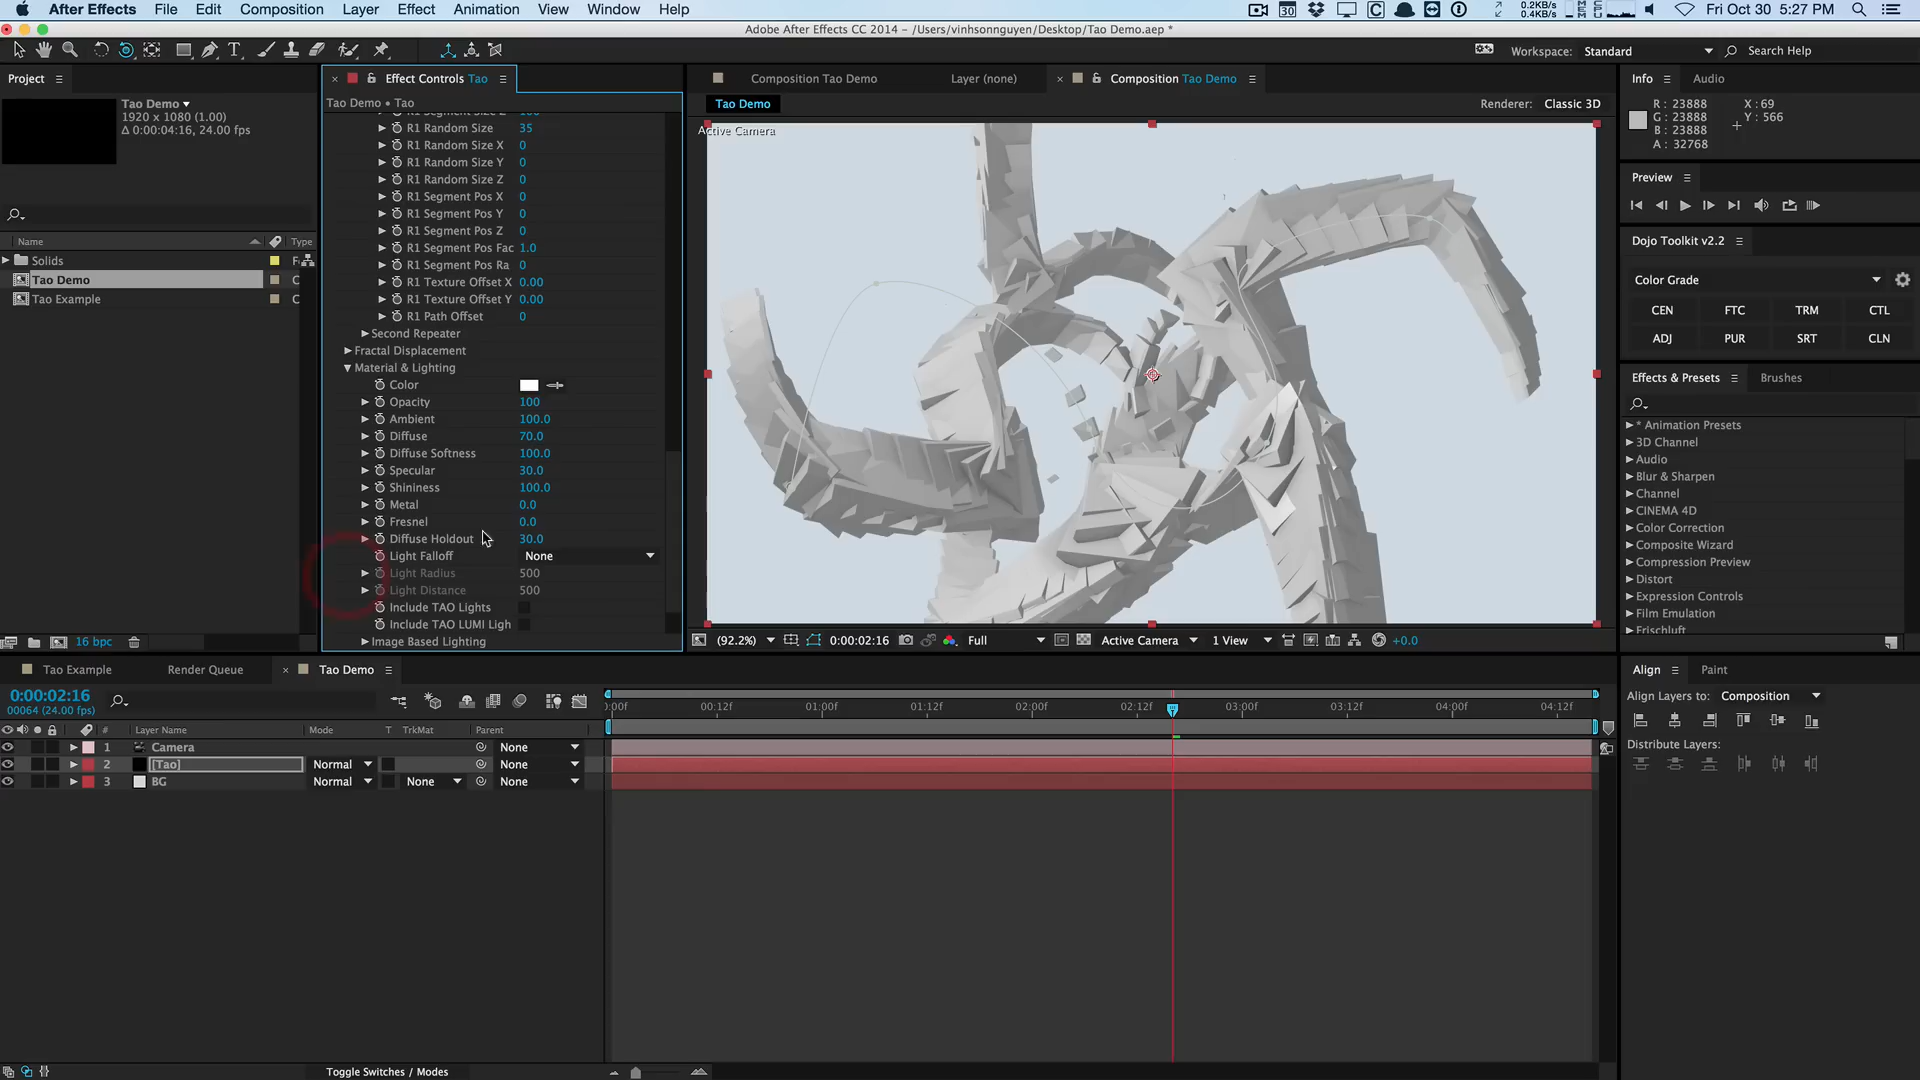 After Effects File Edit Composition Layer Effect Animation View Window Help
30 0.2KB/s 0.4KB/s Fri Oct 30 5:27 PM
Adobe After Effects CC 2014 - /Users/vinhsonnguyen/Desktop/Tao Demo.aep *
Workspace: Standard Search Help
Project
Tao Demo
1920 x 1080 (1.00)
Δ 0:00:04:16, 24.00 fps
Name Type
Solids F
Tao Demo C
Tao Example C
16 bpc
Effect Controls Tao
Tao Demo • Tao
R1 Segment Size Z 100
R1 Random Size 35
R1 Random Size X 0
R1 Random Size Y 0
R1 Random Size Z 0
R1 Segment Pos X 0
R1 Segment Pos Y 0
R1 Segment Pos Z 0
R1 Segment Pos Fac 1.0
R1 Segment Pos Ra 0
R1 Texture Offset X 0.00
R1 Texture Offset Y 0.00
R1 Path Offset 0
Second Repeater
Fractal Displacement
Material & Lighting
Color
Opacity 100
Ambient 100.0
Diffuse 70.0
Diffuse Softness 100.0
Specular 30.0
Shininess 100.0
Metal 0.0
Fresnel 0.0
Diffuse Holdout 30.0
Light Falloff None
Light Radius 500
Light Distance 500
Include TAO Lights
Include TAO LUMI Ligh
Image Based Lighting
Composition Tao Demo Layer (none) Composition Tao Demo
Tao Demo Renderer: Classic 3D
Active Camera
(92.2%) 0:00:02:16 Full Active Camera 1 View +0.0
Info Audio
R : 23888 X : 69
G : 23888 Y : 566
B : 23888
A : 32768
Preview
Dojo Toolkit v2.2
Color Grade
CEN FTC TRM CTL
ADJ PUR SRT CLN
Effects & Presets Brushes
* Animation Presets
3D Channel
Audio
Blur & Sharpen
Channel
CINEMA 4D
Color Correction
Composite Wizard
Compression Preview
Distort
Expression Controls
Film Emulation
Frischluft
Tao Example Render Queue Tao Demo
0:00:02:16
00064 (24.00 fps)
:00f 00:12f 01:00f 01:12f 02:00f 02:12f 03:00f 03:12f 04:00f 04:12f
# Layer Name Mode T TrkMat Parent
1 Camera None
2 [Tao] Normal None
3 BG Normal None None
Toggle Switches / Modes
Align Paint
Align Layers to: Composition
Distribute Layers: